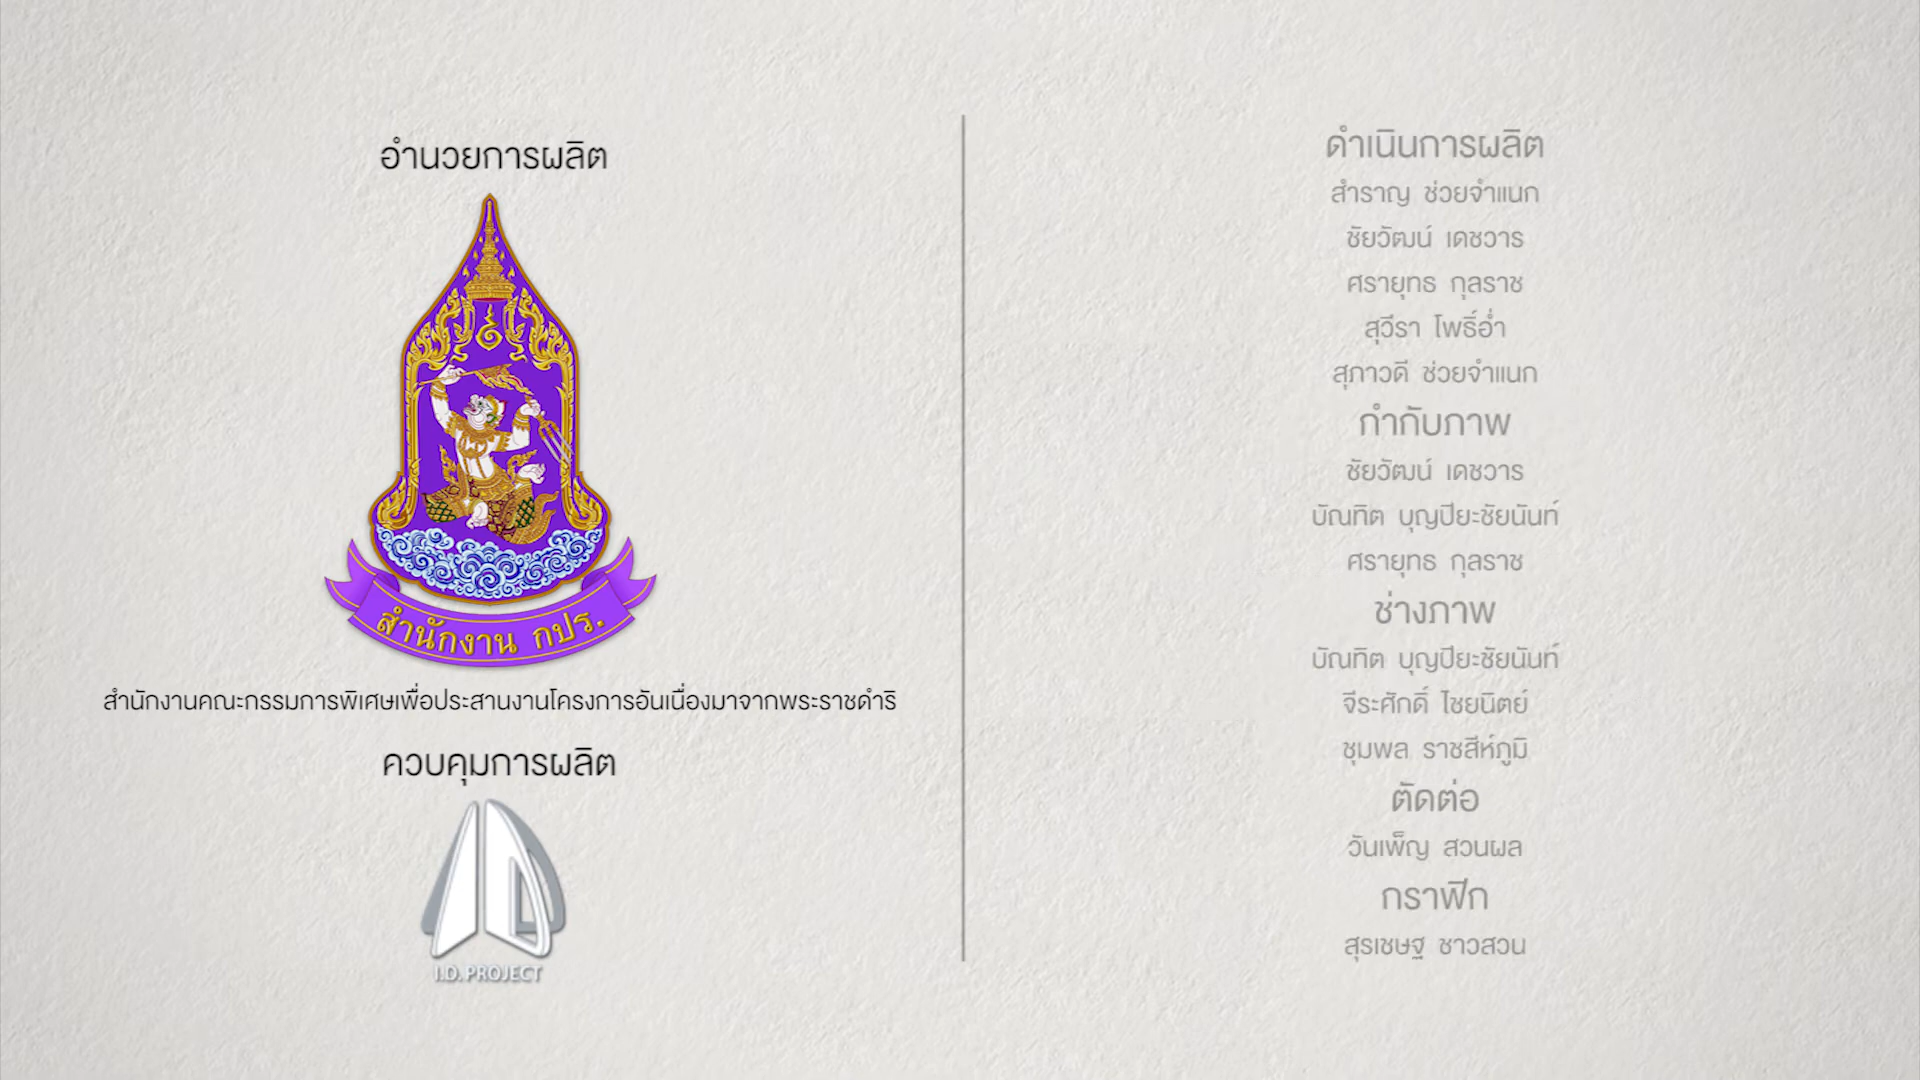 อำนวยการผลิต
สำนักงาน กปร.
สำนักงานคณะกรรมการพิเศษเพื่อประสานงานโครงการอันเนื่องมาจากพระราชดำริ
ควบคุมการผลิต
I.D. PROJECT
ดำเนินการผลิต
สำราญ ช่วยจำแนก
ชัยวัฒน์ เดชวาร
ศรายุทธ กุลราช
สุวีรา โพธิ์อ่ำ
สุภาวดี ช่วยจำแนก
กำกับภาพ
ชัยวัฒน์ เดชวาร
บัณฑิต บุญปิยะชัยนันท์
ศรายุทธ กุลราช
ช่างภาพ
บัณฑิต บุญปิยะชัยนันท์
จีระศักดิ์ ไชยนิตย์
ชุมพล ราชสีห์ภูมิ
ตัดต่อ
วันเพ็ญ สวนผล
กราฟิก
สุรเชษฐ ชาวสวน